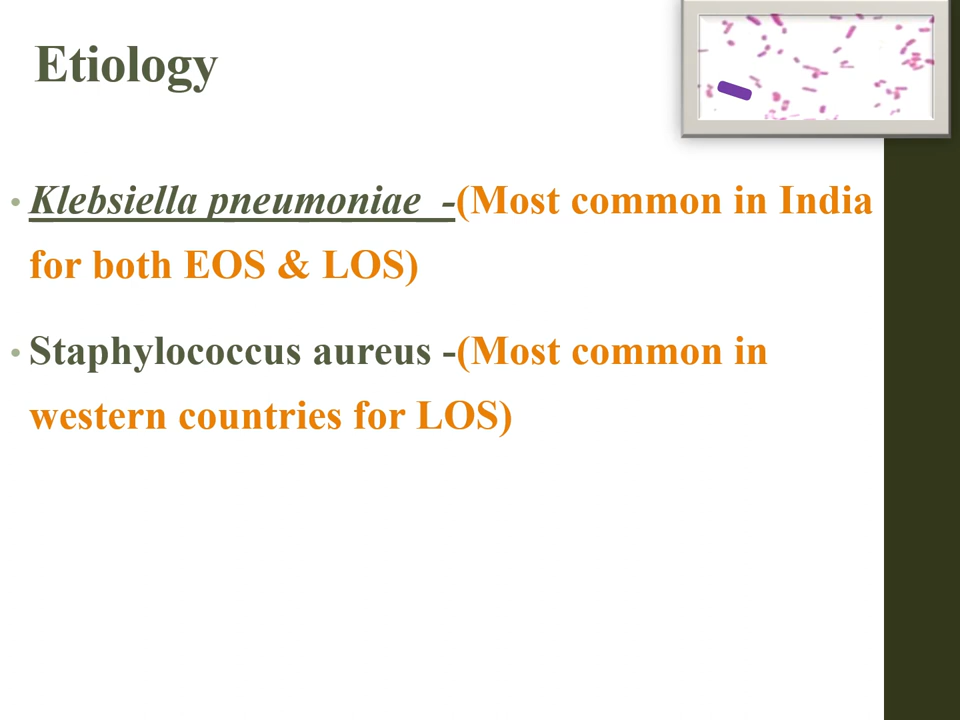 Etiology
• Klebsiella pneumoniae -(Most common in India
for both EOS & LOS)
• Staphylococcus aureus -(Most common in
western countries for LOS)